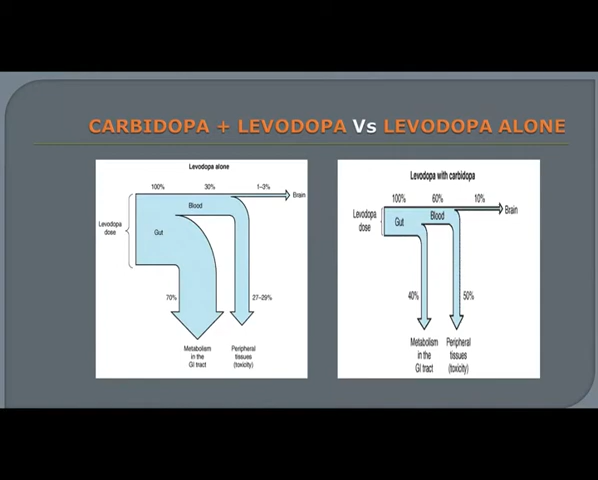 CARBIDOPA + LEVODOPA Vs LEVODOPA ALONE
Levodopa alone
100% 30% 1–3%
Brain
Blood
Levodopa
dose
Gut
70% 27–29%
Metabolism
in the
GI tract
Peripheral
tissues
(toxicity)
Levodopa with carbidopa
100% 60% 10%
Brain
Levodopa
dose
Gut
Blood
40% 50%
Metabolism
in the
GI tract
Peripheral
tissues
(toxicity)